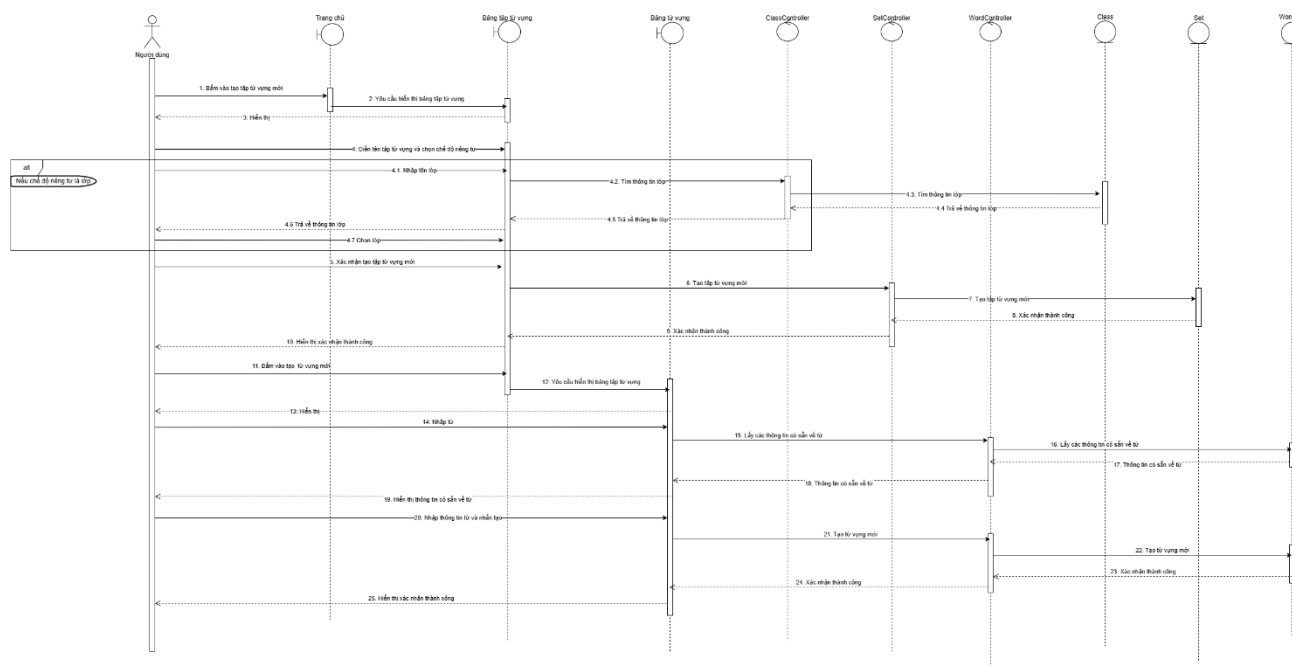 Trang chủ
Bảng tập từ vựng
Bảng từ vựng
ClassController
SetController
WordController
Class
Set
Wor
Người dùng
1. Bấm vào tạo tập từ vựng mới
2. Yêu cầu hiển thị bảng tập từ vựng
3. Hiển thị
4: Điền tên tập từ vựng và chọn chế độ riêng tư
alt
Nếu chế độ riêng tư là lớp
4.1. Nhập tên lớp
4.2. Tìm thông tin lớp
4.3. Tìm thông tin lớp
4.4 Trả về thông tin lớp
4.5 Trả về thông tin lớp
4.6 Trả về thông tin lớp
4.7 Chọn lớp
5. Xác nhận tạo tập từ vựng mới
6. Tạo tập từ vựng mới
7. Tạo tập từ vựng mới
8. Xác nhận thành công
9. Xác nhận thành công
10. Hiển thị xác nhận thành công
11. Bấm vào tạo từ vựng mới
12: Yêu cầu hiển thị bảng tập từ vựng
13: Hiển thị
14: Nhập từ
15: Lấy các thông tin có sẵn về từ
16: Lấy các thông tin có sẵn về từ
17. Thông tin có sẵn về từ
18. Thông tin có sẵn về từ
19. Hiển thị thông tin có sẵn về từ
20. Nhập thông tin từ và nhấn tạo
21. Tạo từ vựng mới
22. Tạo từ vựng mới
23. Xác nhận thành công
24. Xác nhận thành công
25. Hiển thị xác nhận thành công